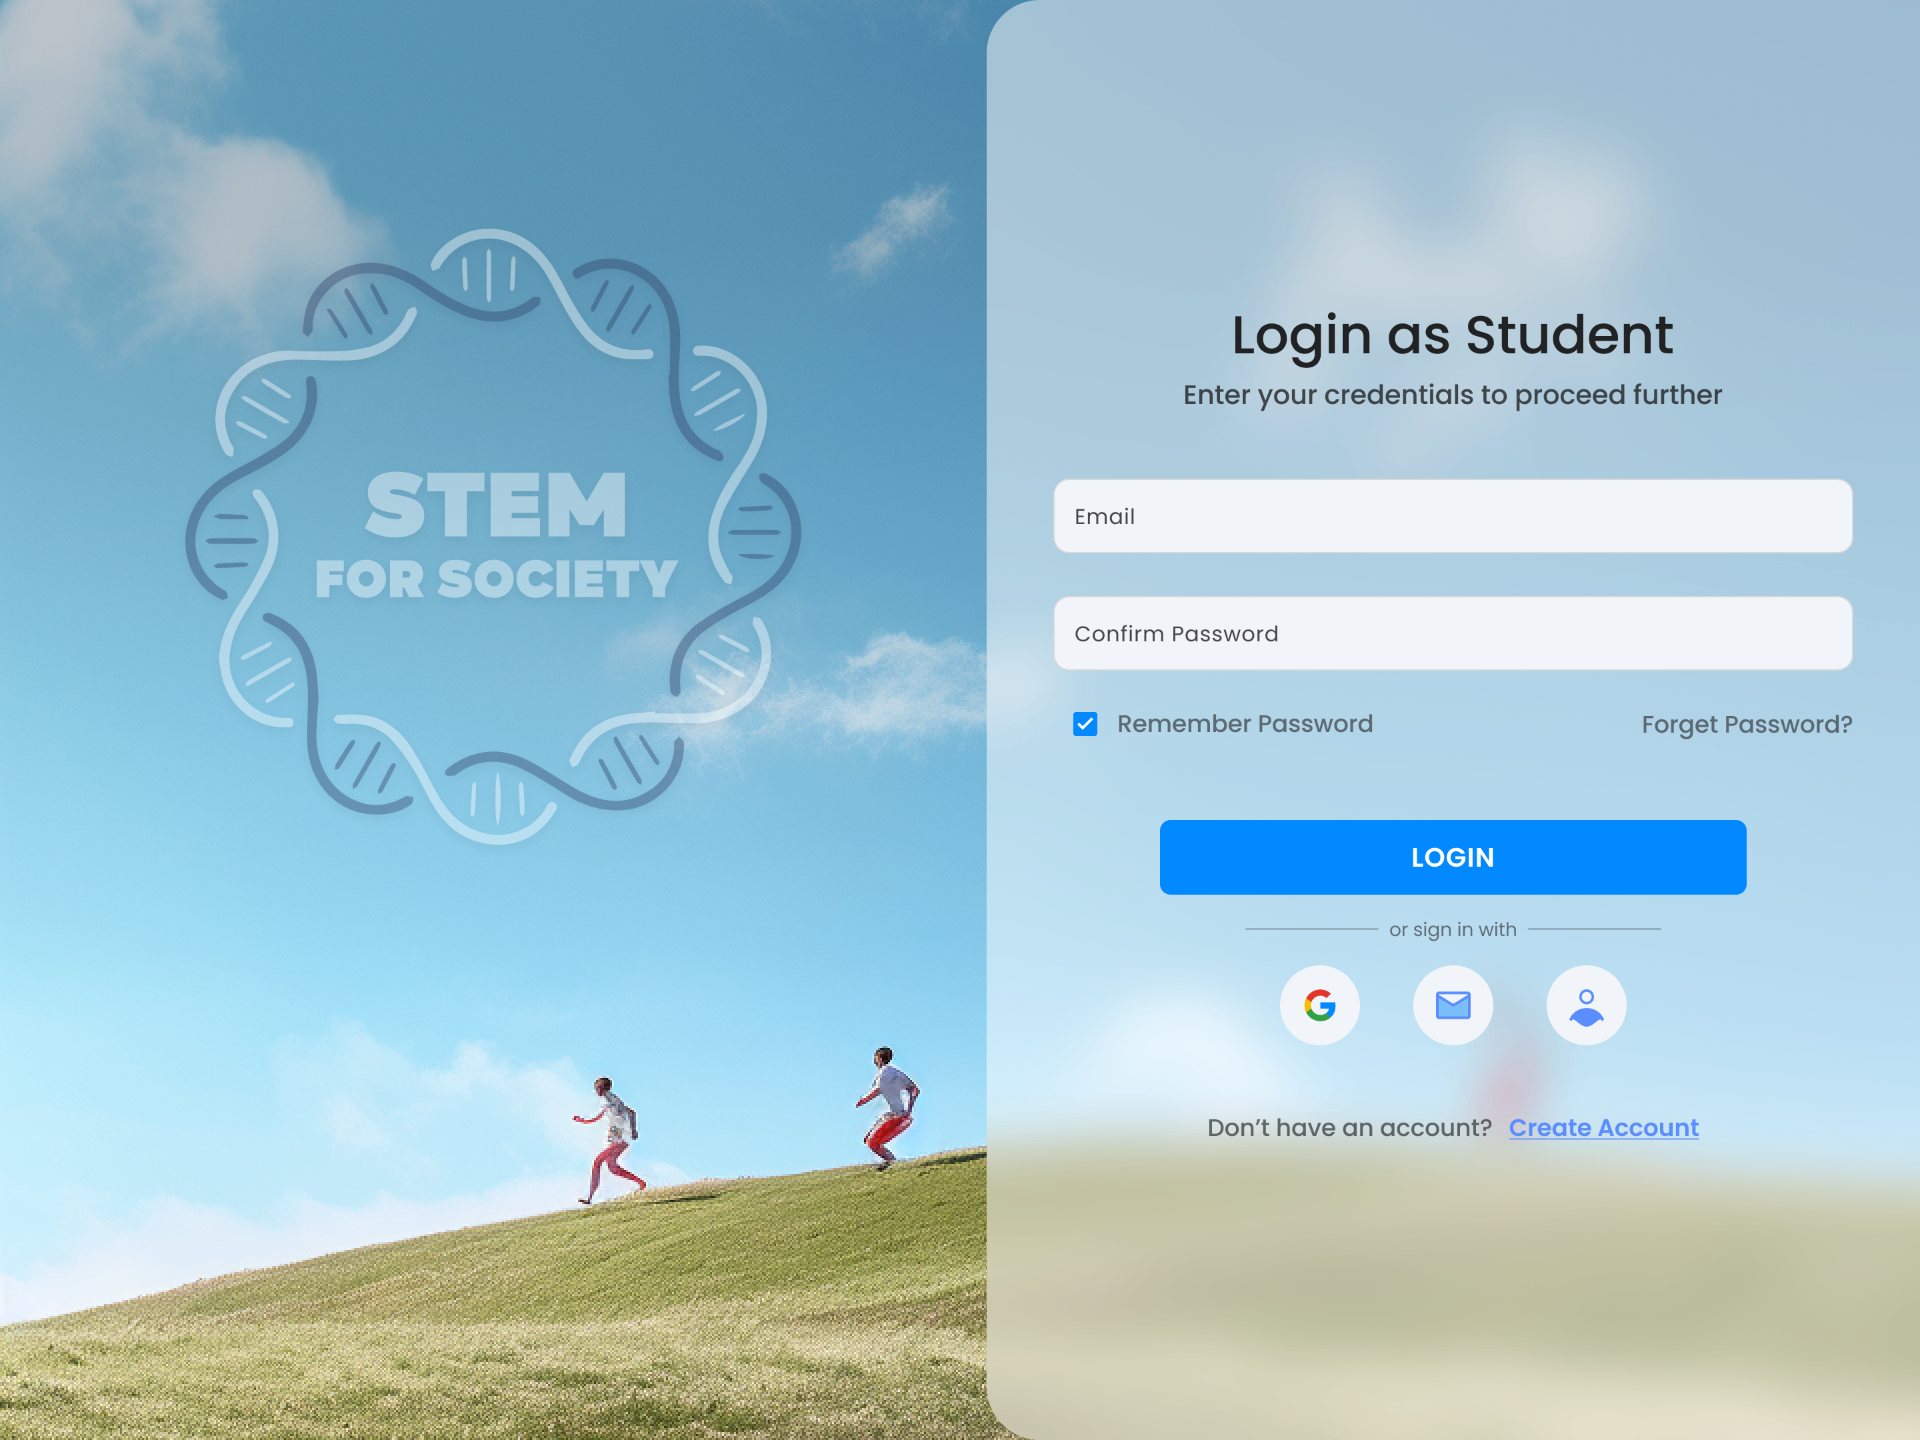 STEM
FOR SOCIETY
Login as Student
Enter your credentials to proceed further
Email
Confirm Password
Remember Password
Forget Password?
LOGIN
or sign in with
Don’t have an account? Create Account